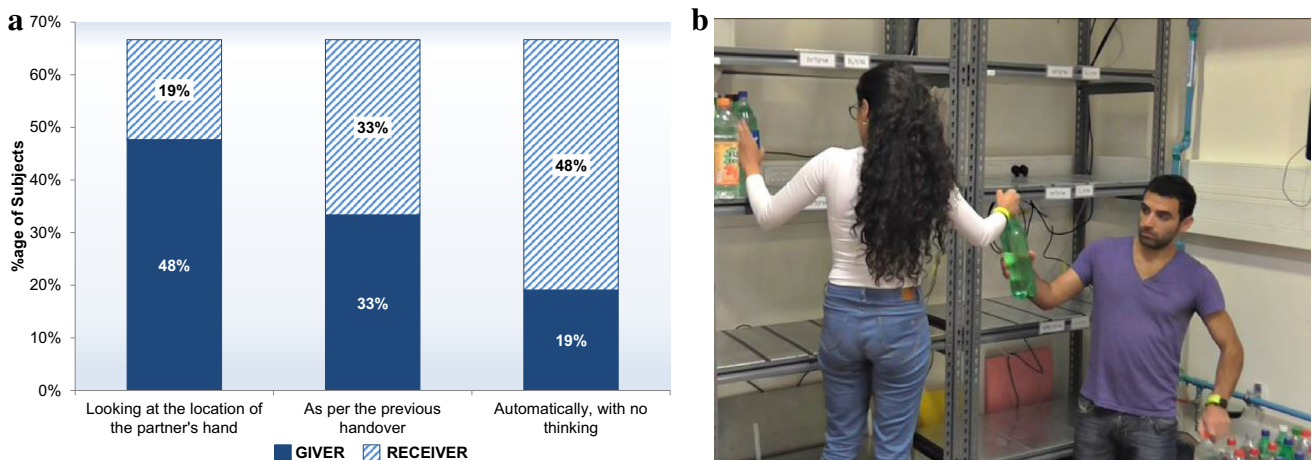 a
70%
60%
50%
40%
30%
20%
10%
0%
%age of Subjects
19%
48%
33%
33%
48%
19%
Looking at the location of
the partner's hand
As per the previous
handover
Automatically, with no
thinking
GIVER
RECEIVER
b